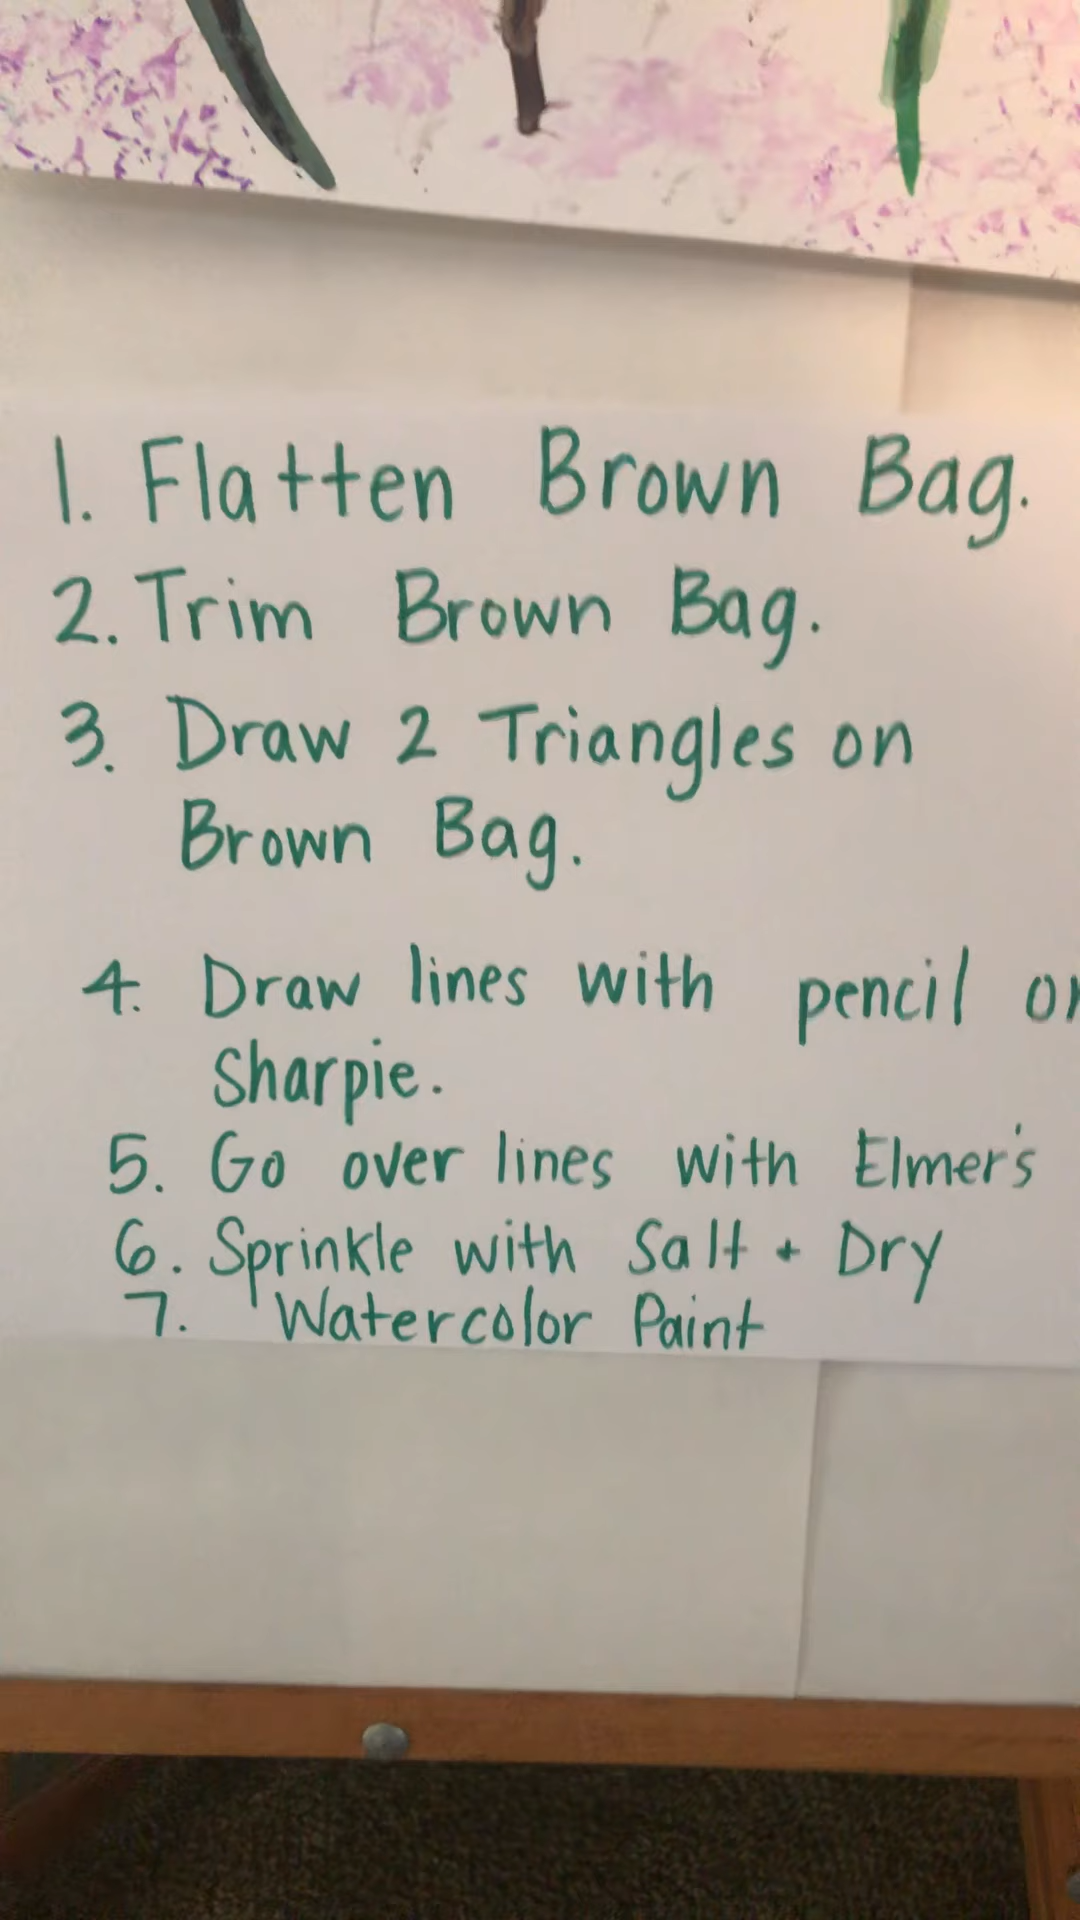 1. Flatten Brown Bag.
2. Trim Brown Bag.
3. Draw 2 Triangles on
Brown Bag.
4. Draw lines with pencil or
Sharpie.
5. Go over lines with Elmer's
6. Sprinkle with Salt + Dry
7. Watercolor Paint